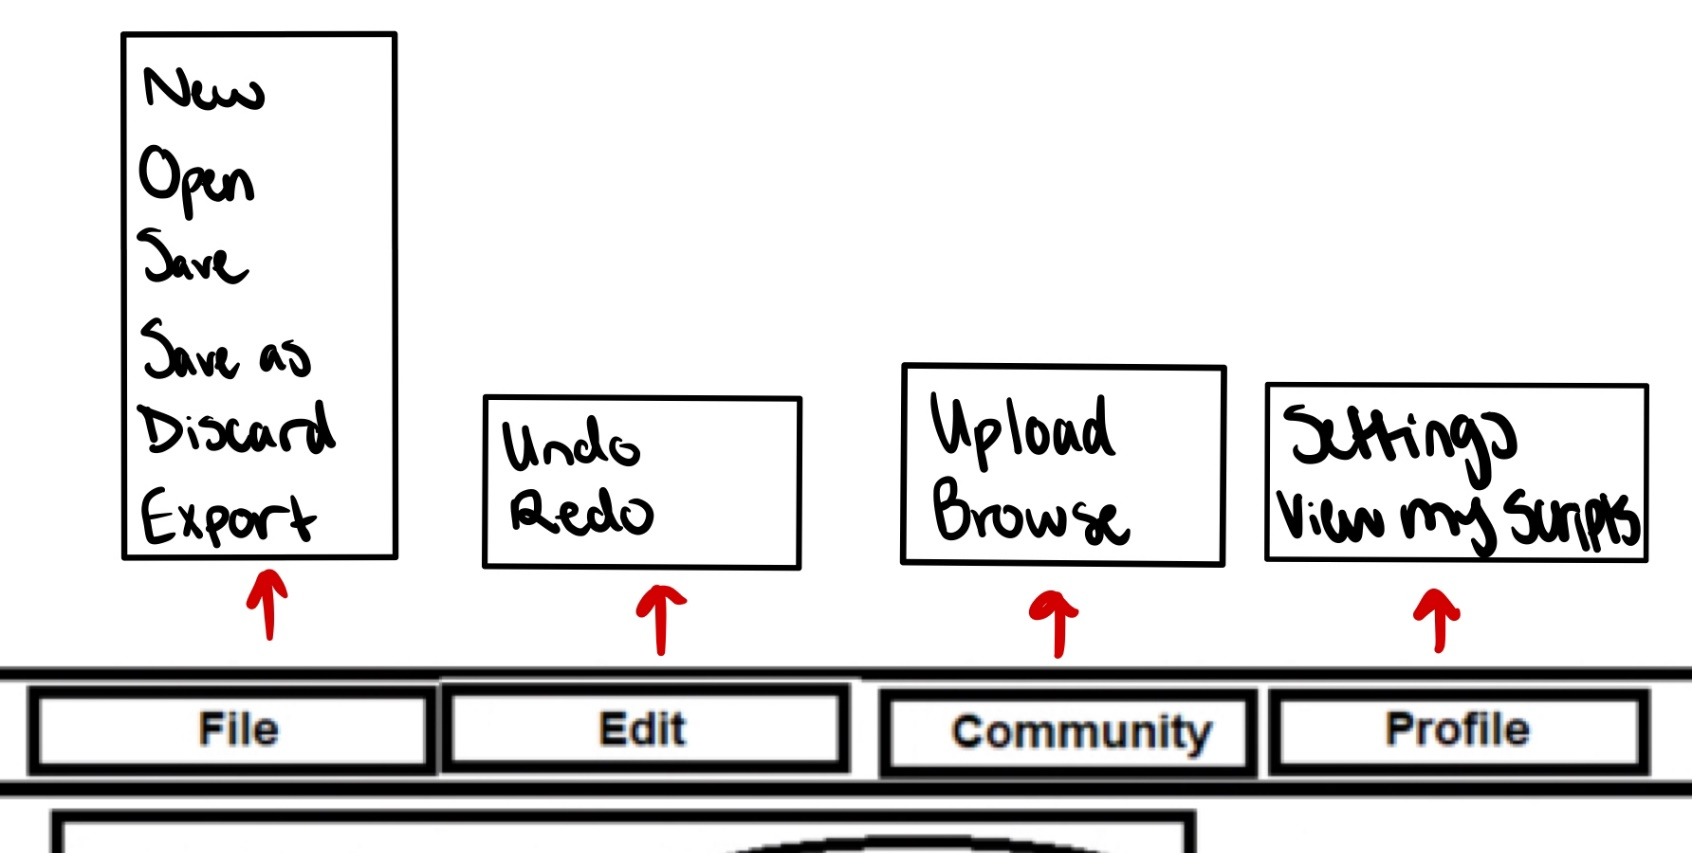 New
Open
Save
Save as
Discard
Export
Undo
Redo
Upload
Browse
Settings
View my scripts
File
Edit
Community
Profile